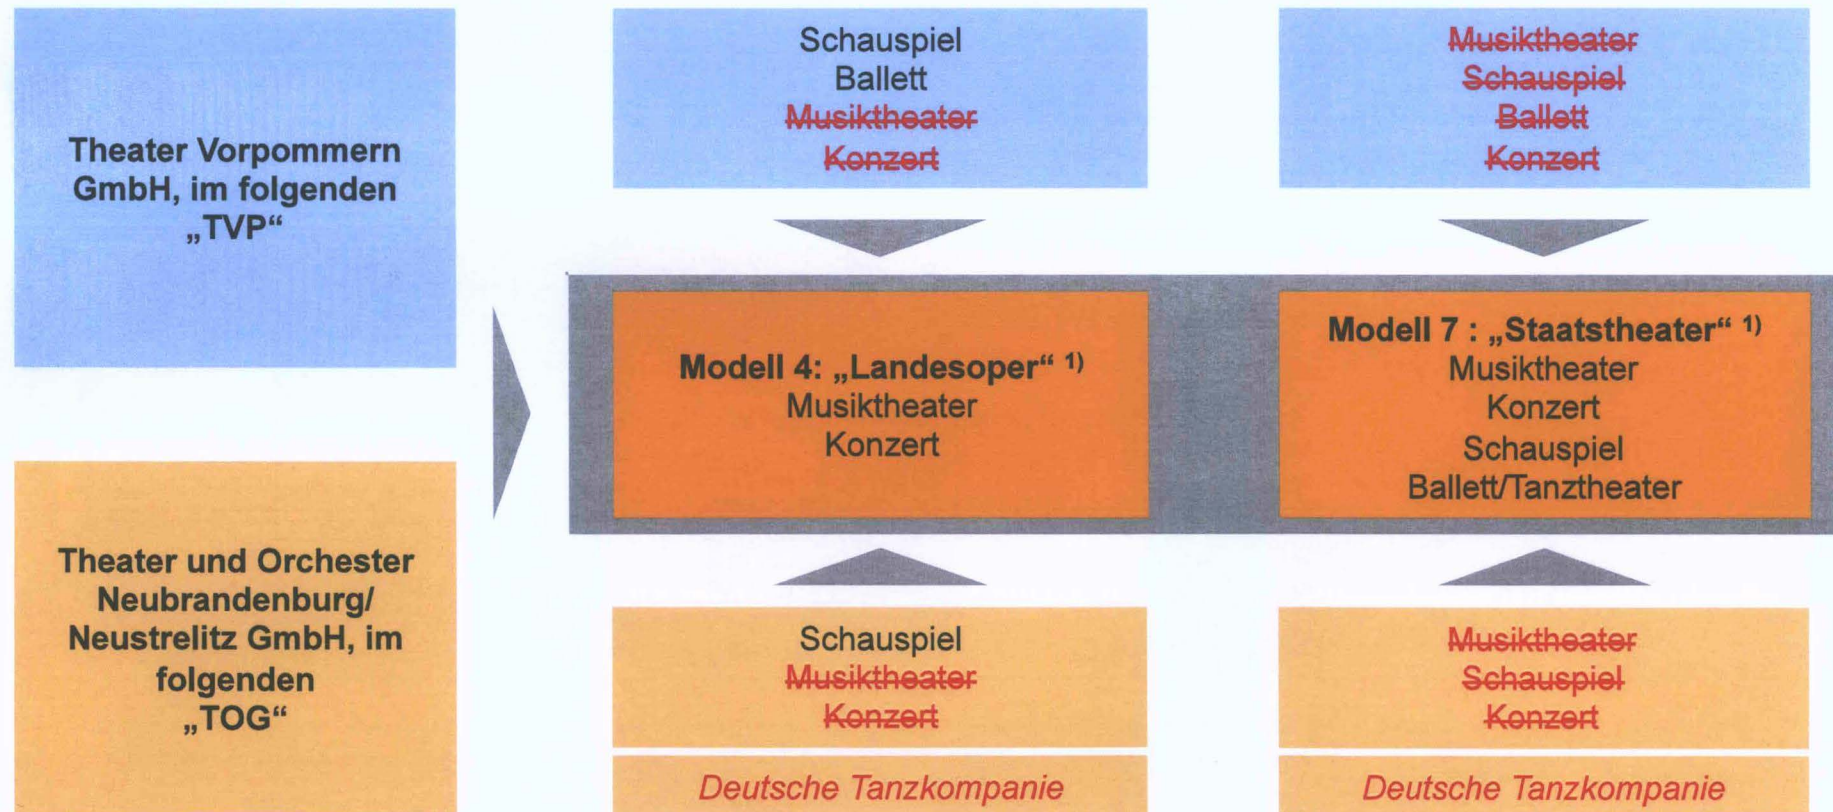 Theater Vorpommern
GmbH, im folgenden
„TVP“
Theater und Orchester
Neubrandenburg/
Neustrelitz GmbH, im
folgenden
„TOG“
Schauspiel
Ballett
Musiktheater
Konzert
Modell 4: „Landesoper“ 1)
Musiktheater
Konzert
Schauspiel
Musiktheater
Konzert
Deutsche Tanzkompanie
Musiktheater
Schauspiel
Ballett
Konzert
Modell 7 : „Staatstheater“ 1)
Musiktheater
Konzert
Schauspiel
Ballett/Tanztheater
Musiktheater
Schauspiel
Konzert
Deutsche Tanzkompanie